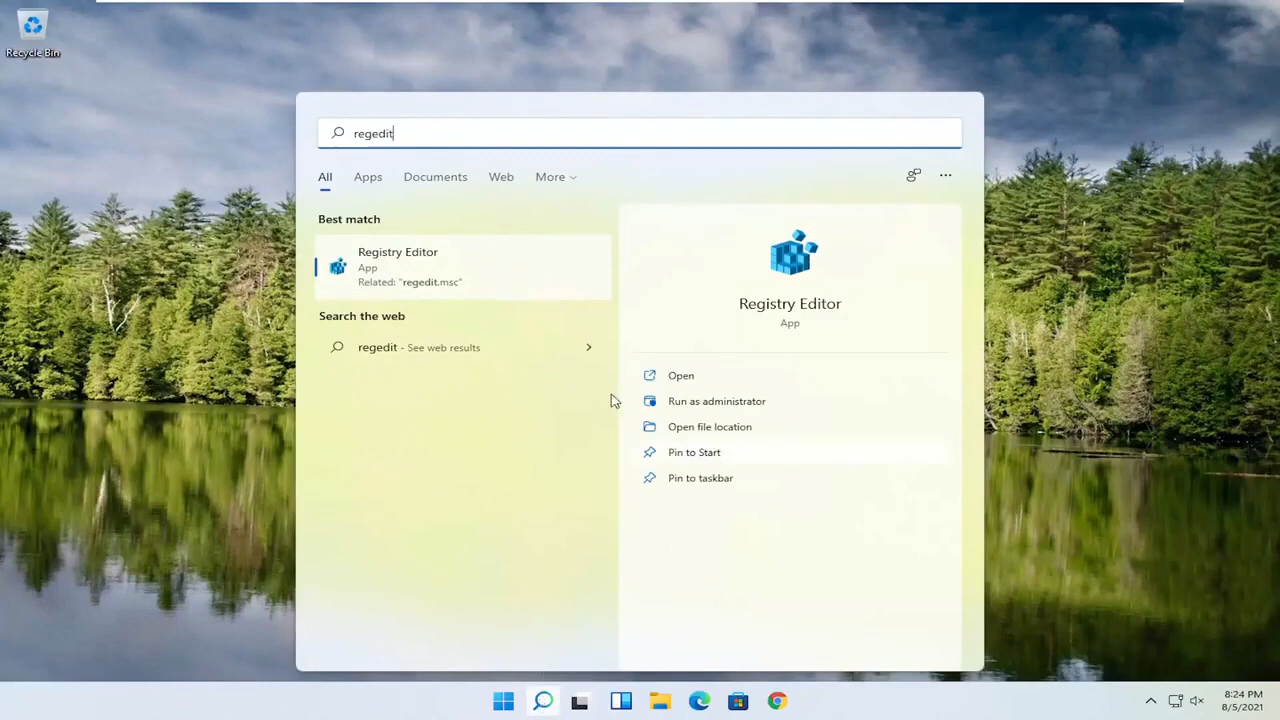 Recycle Bin
regedit
All Apps Documents Web More
Best match
Registry Editor
App
Related: "regedit.msc"
Search the web
regedit - See web results
Registry Editor
App
Open
Run as administrator
Open file location
Pin to Start
Pin to taskbar
8:24 PM
8/5/2021